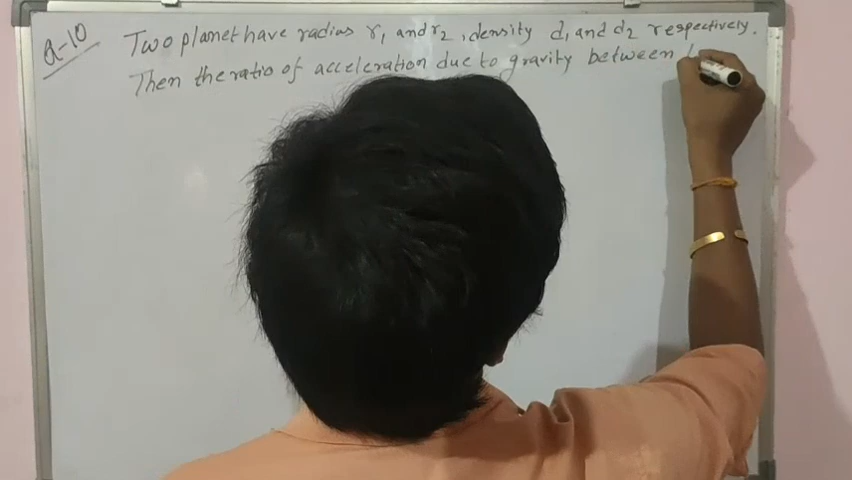 Q-10 Two planet have radius r₁ and r₂, density d₁ and d₂ respectively.
Then the ratio of acceleration due to gravity between